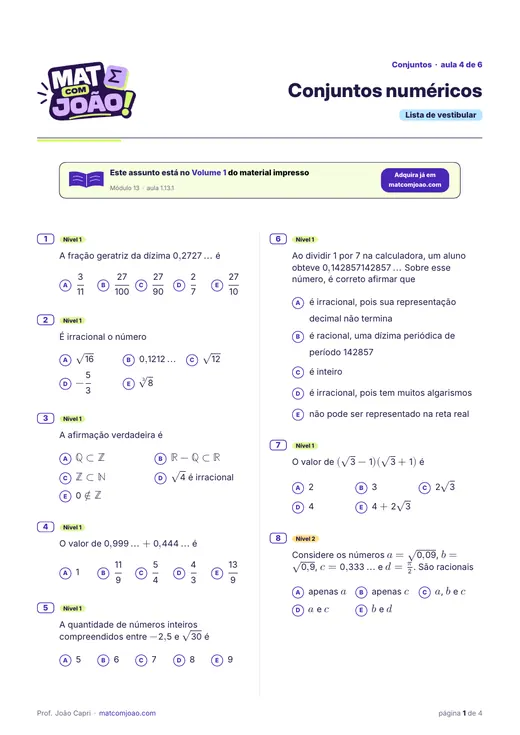 MAT Σ
COM
JOÃO!
Conjuntos · aula 4 de 6
Conjuntos numéricos
Lista de vestibular
Este assunto está no Volume 1 do material impresso
Módulo 13 · aula 1.13.1
Adquira já em
matcomjoao.com
1 Nível 1
A fração geratriz da dízima 0,2727 ... é
A 3/11 B 27/100 C 27/90 D 2/7 E 27/10
2 Nível 1
É irracional o número
A √16 B 0,1212 ... C √12
D −5/3 E ∛8
3 Nível 1
A afirmação verdadeira é
A ℚ ⊂ ℤ B ℝ − ℚ ⊂ ℝ
C ℤ ⊂ ℕ D √4 é irracional
E 0 ∉ ℤ
4 Nível 1
O valor de 0,999 ... + 0,444 ... é
A 1 B 11/9 C 5/4 D 4/3 E 13/9
5 Nível 1
A quantidade de números inteiros
compreendidos entre −2,5 e √30 é
A 5 B 6 C 7 D 8 E 9
6 Nível 1
Ao dividir 1 por 7 na calculadora, um aluno
obteve 0,142857142857 ... Sobre esse
número, é correto afirmar que
A é irracional, pois sua representação
decimal não termina
B é racional, uma dízima periódica de
período 142857
C é inteiro
D é irracional, pois tem muitos algarismos
E não pode ser representado na reta real
7 Nível 1
O valor de (√3 − 1)(√3 + 1) é
A 2 B 3 C 2√3
D 4 E 4 + 2√3
8 Nível 2
Considere os números a = √0,09, b =
√0,9, c = 0,333 ... e d = π/2. São racionais
A apenas a B apenas c C a, b e c
D a e c E b e d
Prof. João Capri · matcomjoao.com
página 1 de 4